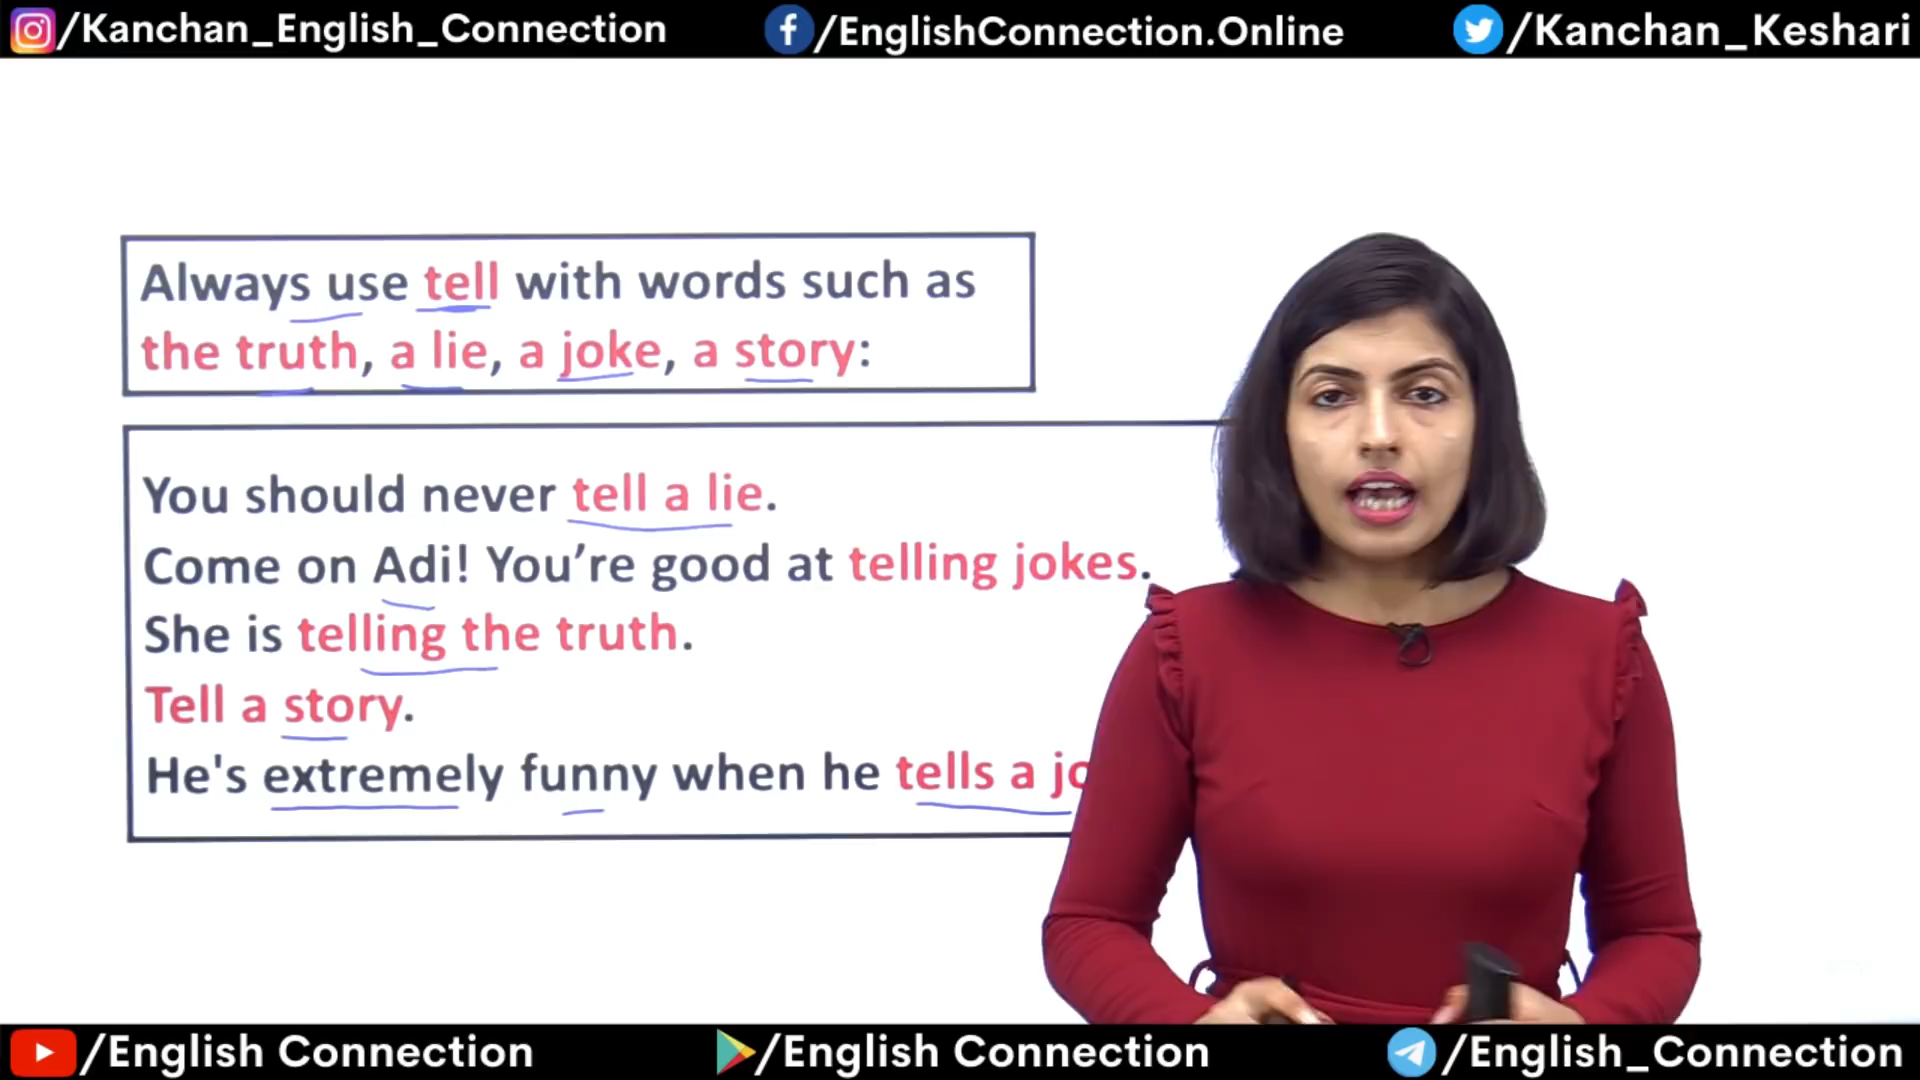 /Kanchan_English_Connection
/EnglishConnection.Online
/Kanchan_Keshari
Always use tell with words such as
the truth, a lie, a joke, a story:
You should never tell a lie.
Come on Adi! You’re good at telling jokes.
She is telling the truth.
Tell a story.
He's extremely funny when he tells a
/English Connection
/English Connection
/English_Connection